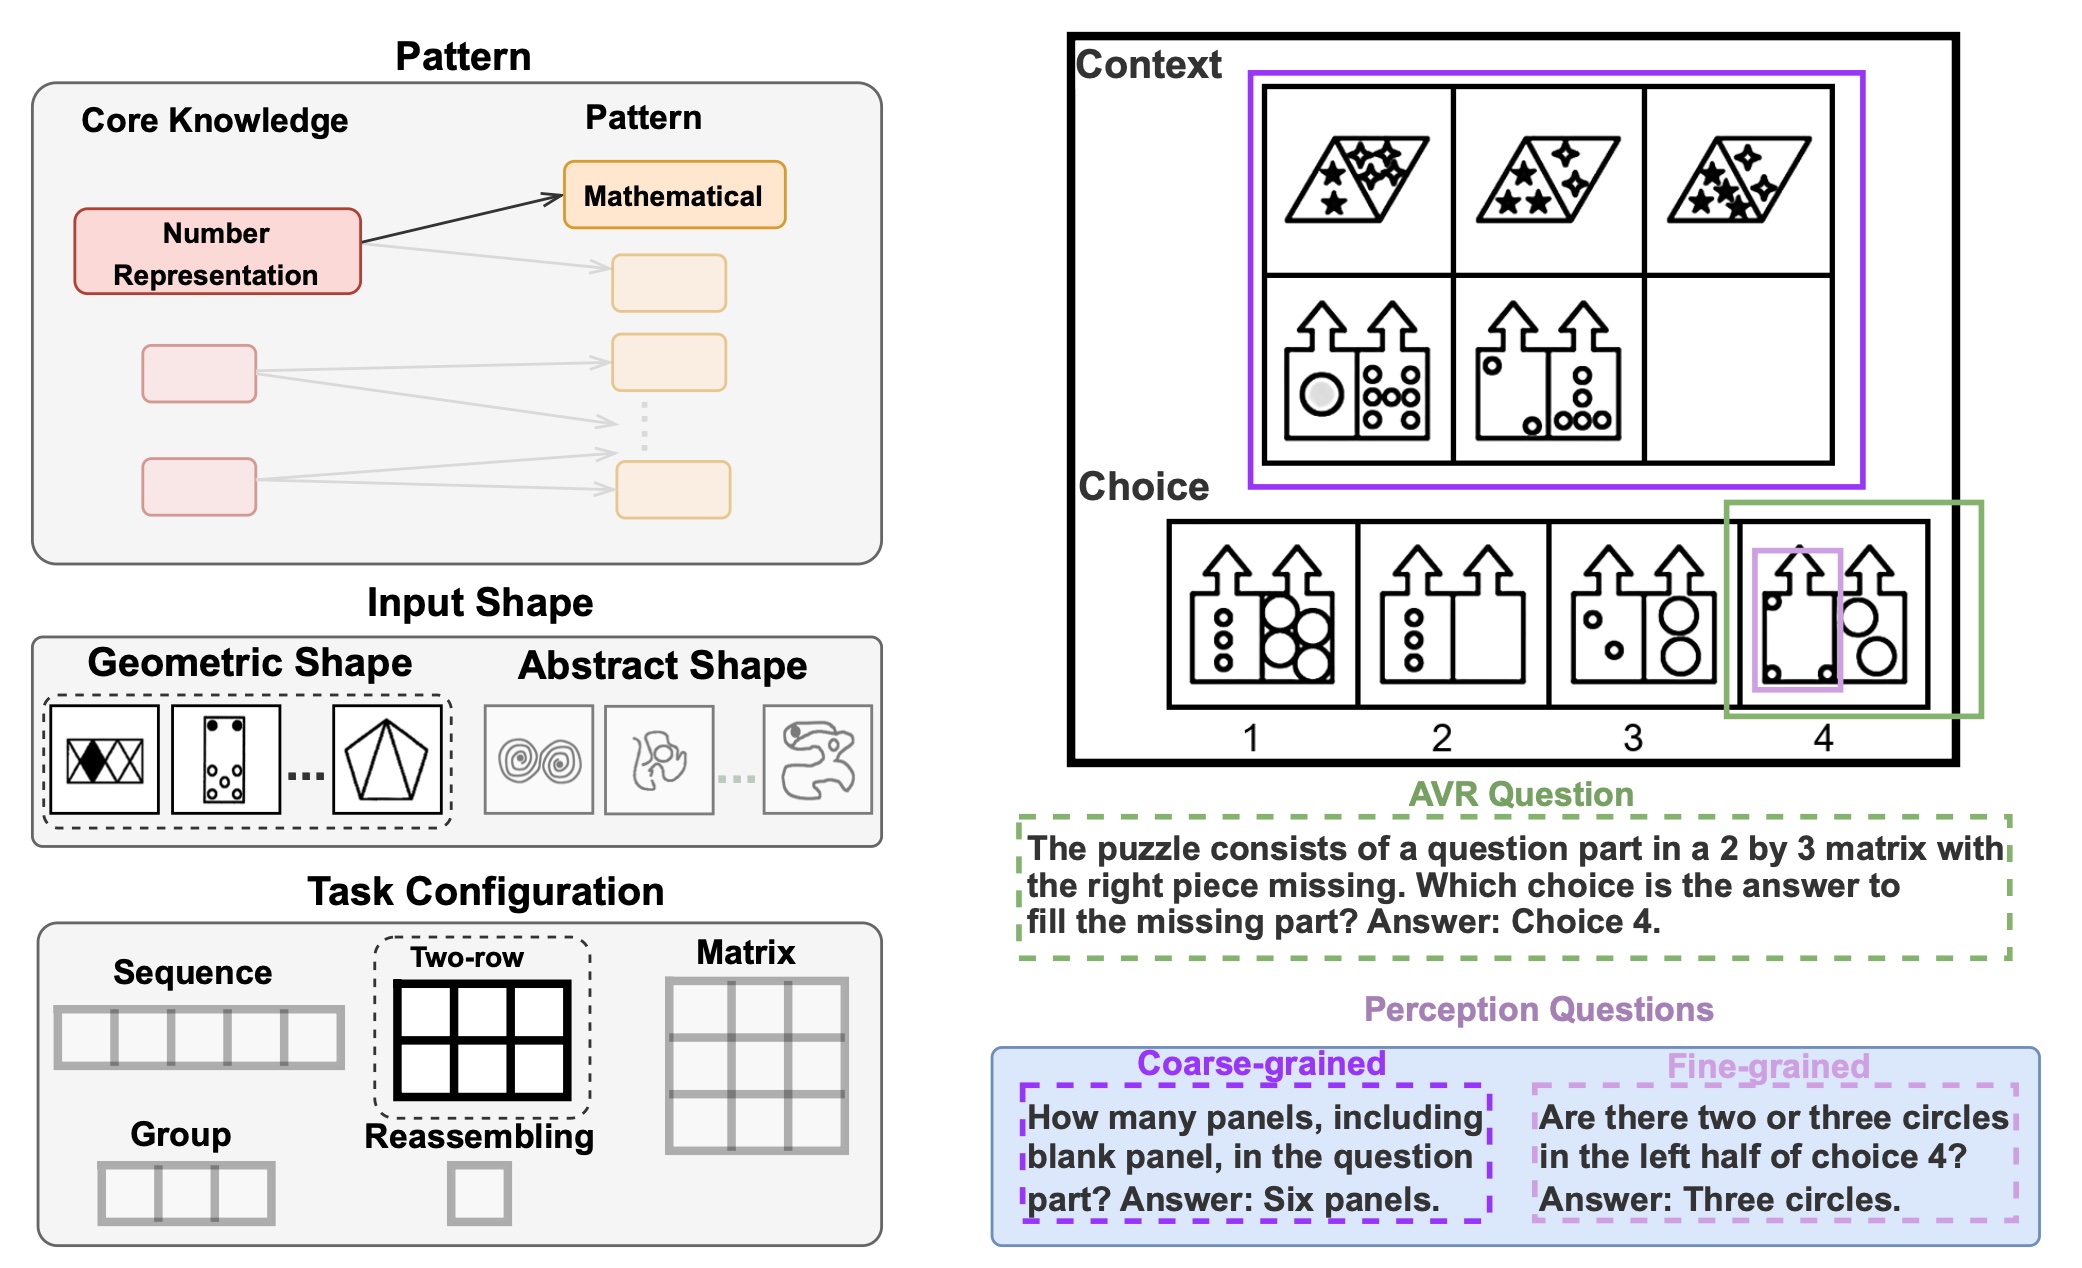 Pattern
Core Knowledge
Pattern
Mathematical
Number
Representation
Input Shape
Geometric Shape
Abstract Shape
Task Configuration
Sequence
Two-row
Matrix
Group
Reassembling
Context
Choice
1
2
3
4
AVR Question
The puzzle consists of a question part in a 2 by 3 matrix with
the right piece missing. Which choice is the answer to
fill the missing part? Answer: Choice 4.
Perception Questions
Coarse-grained
How many panels, including
blank panel, in the question
part? Answer: Six panels.
Fine-grained
Are there two or three circles
in the left half of choice 4?
Answer: Three circles.